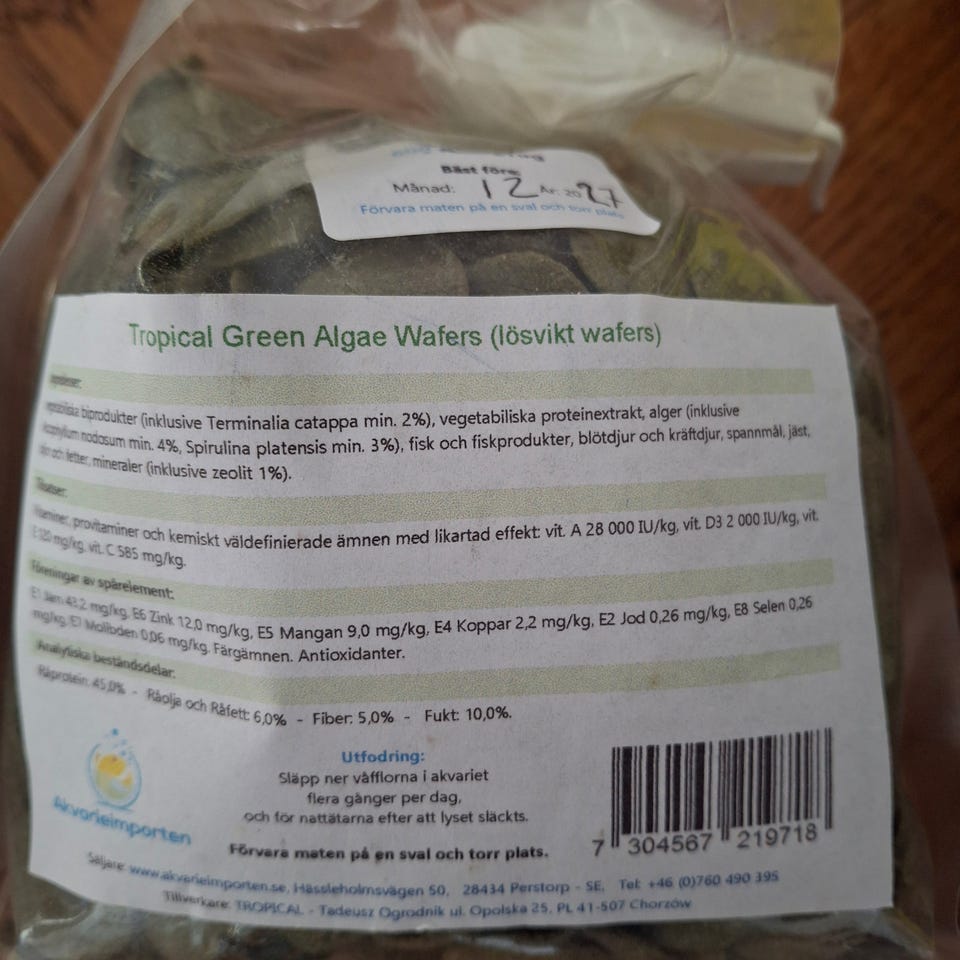 Bäst före:
Månad: 12 År: 2027
Förvara maten på en sval och torr plats
Tropical Green Algae Wafers (lösvikt wafers)
biprodukter (inklusive Terminalia catappa min. 2%), vegetabiliska proteinextrakt, alger (inklusive
nodosum min. 4%, Spirulina platensis min. 3%), fisk och fiskprodukter, blötdjur och kräftdjur, spannmål, jäst,
och fetter, mineraler (inklusive zeolit 1%).
Tillsatser:
Vitaminer, provitaminer och kemiskt väldefinierade ämnen med likartad effekt: vit. A 28 000 IU/kg, vit. D3 2 000 IU/kg, vit.
E 120 mg/kg, vit. C 585 mg/kg.
Föreningar av spårelement:
E1 Järn 43,2 mg/kg, E6 Zink 12,0 mg/kg, E5 Mangan 9,0 mg/kg, E4 Koppar 2,2 mg/kg, E2 Jod 0,26 mg/kg, E8 Selen 0,26
mg/kg, E7 Molibden 0,06 mg/kg. Färgämnen. Antioxidanter.
Analytiska beståndsdelar:
Råprotein: 45,0% - Råolja och Råfett: 6,0% - Fiber: 5,0% - Fukt: 10,0%.
Utfodring:
Släpp ner våfflorna i akvariet
flera gånger per dag,
och för nattätarna efter att lyset släckts.
Akvarieimporten
Förvara maten på en sval och torr plats.
7 304567 219718
Säljare: www.akvarieimporten.se, Hässleholmsvägen 50, 28434 Perstorp - SE, Tel: +46 (0)760 490 395
Tillverkare: TROPICAL - Tadeusz Ogrodnik ul. Opolska 25, PL 41-507 Chorzów